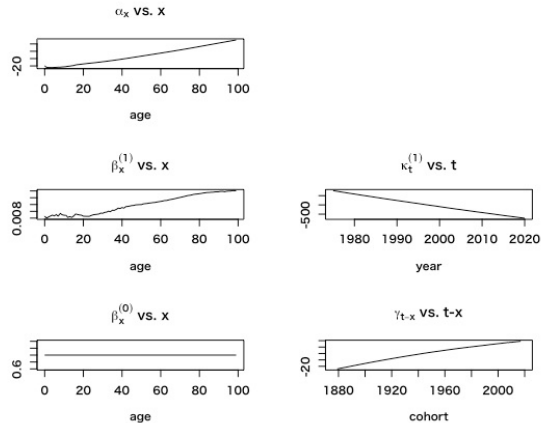 αx vs. x
-20
0 20 40 60 80 100
age
βx(1) vs. x
0.008
0 20 40 60 80 100
age
κt(1) vs. t
-500
1980 1990 2000 2010 2020
year
βx(0) vs. x
0.6
0 20 40 60 80 100
age
γt-x vs. t-x
-20
1880 1920 1960 2000
cohort